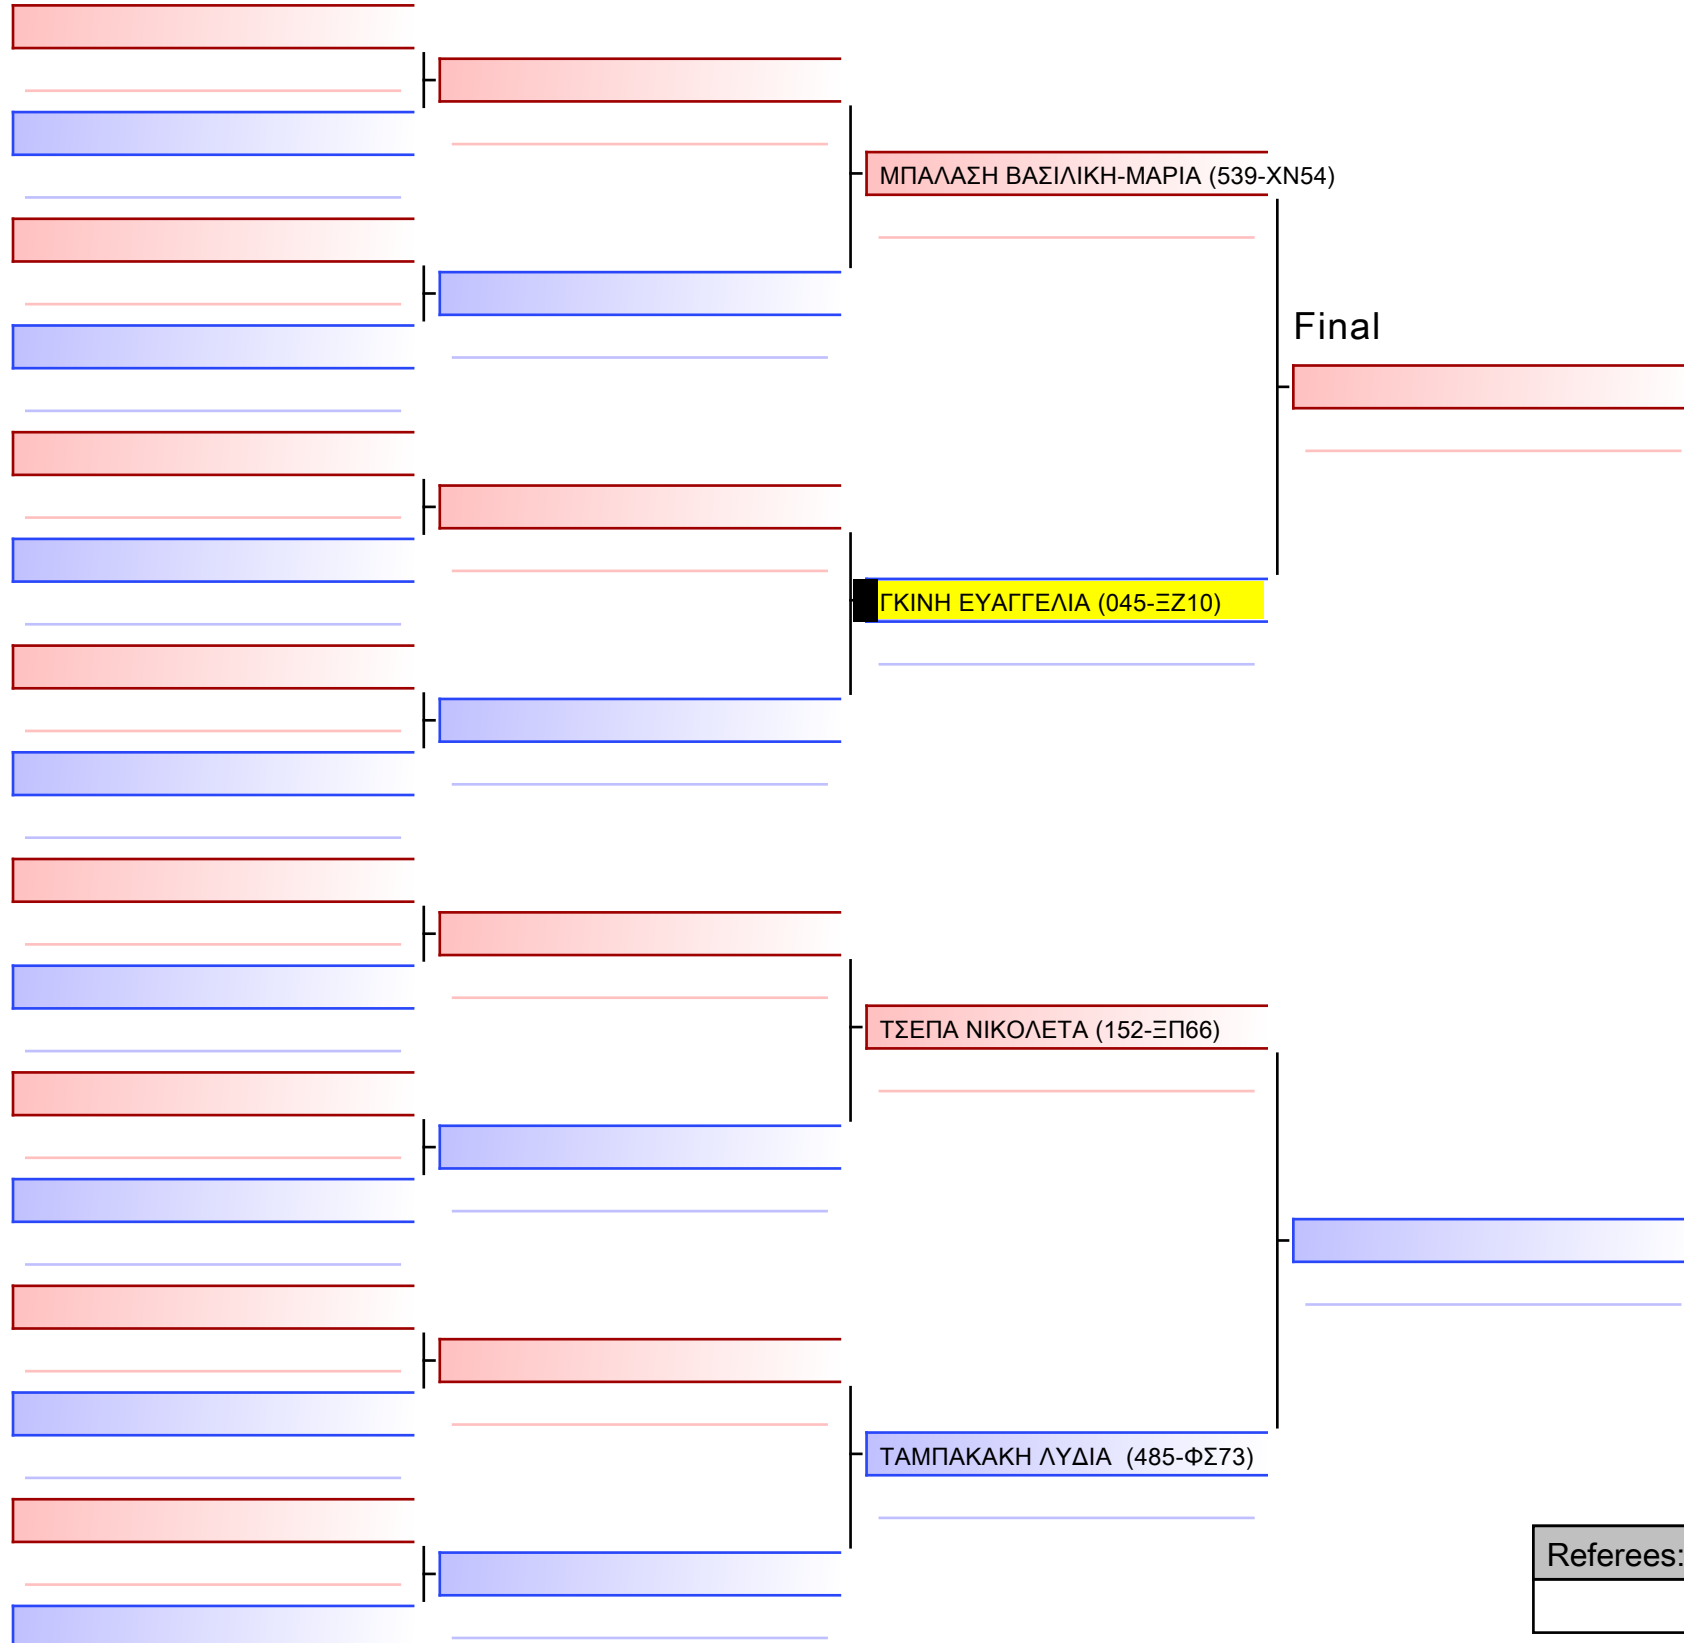 ΜΠΑΛΑΣΗ ΒΑΣΙΛΙΚΗ-ΜΑΡΙΑ (539-ΧΝ54)
Final
ΓΚΙΝΗ ΕΥΑΓΓΕΛΙΑ (045-ΞΖ10)
ΤΣΕΠΑ ΝΙΚΟΛΕΤΑ (152-ΞΠ66)
ΤΑΜΠΑΚΑΚΗ ΛΥΔΙΑ (485-ΦΣ73)
Referees: